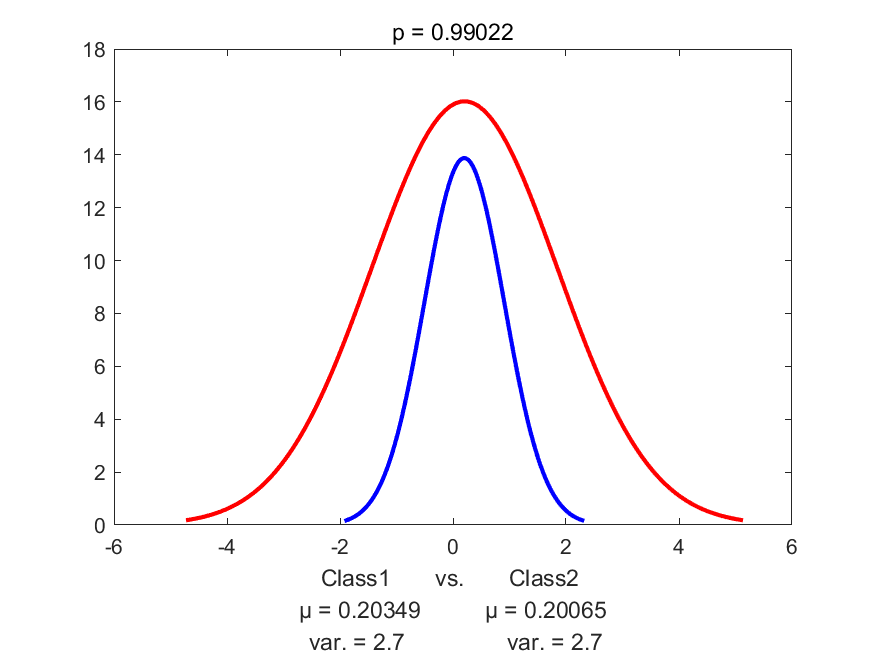 p = 0.99022
18
16
14
12
10
8
6
4
2
0
-6 -4 -2 0 2 4 6
Class1 vs. Class2
μ = 0.20349 μ = 0.20065
var. = 2.7 var. = 2.7